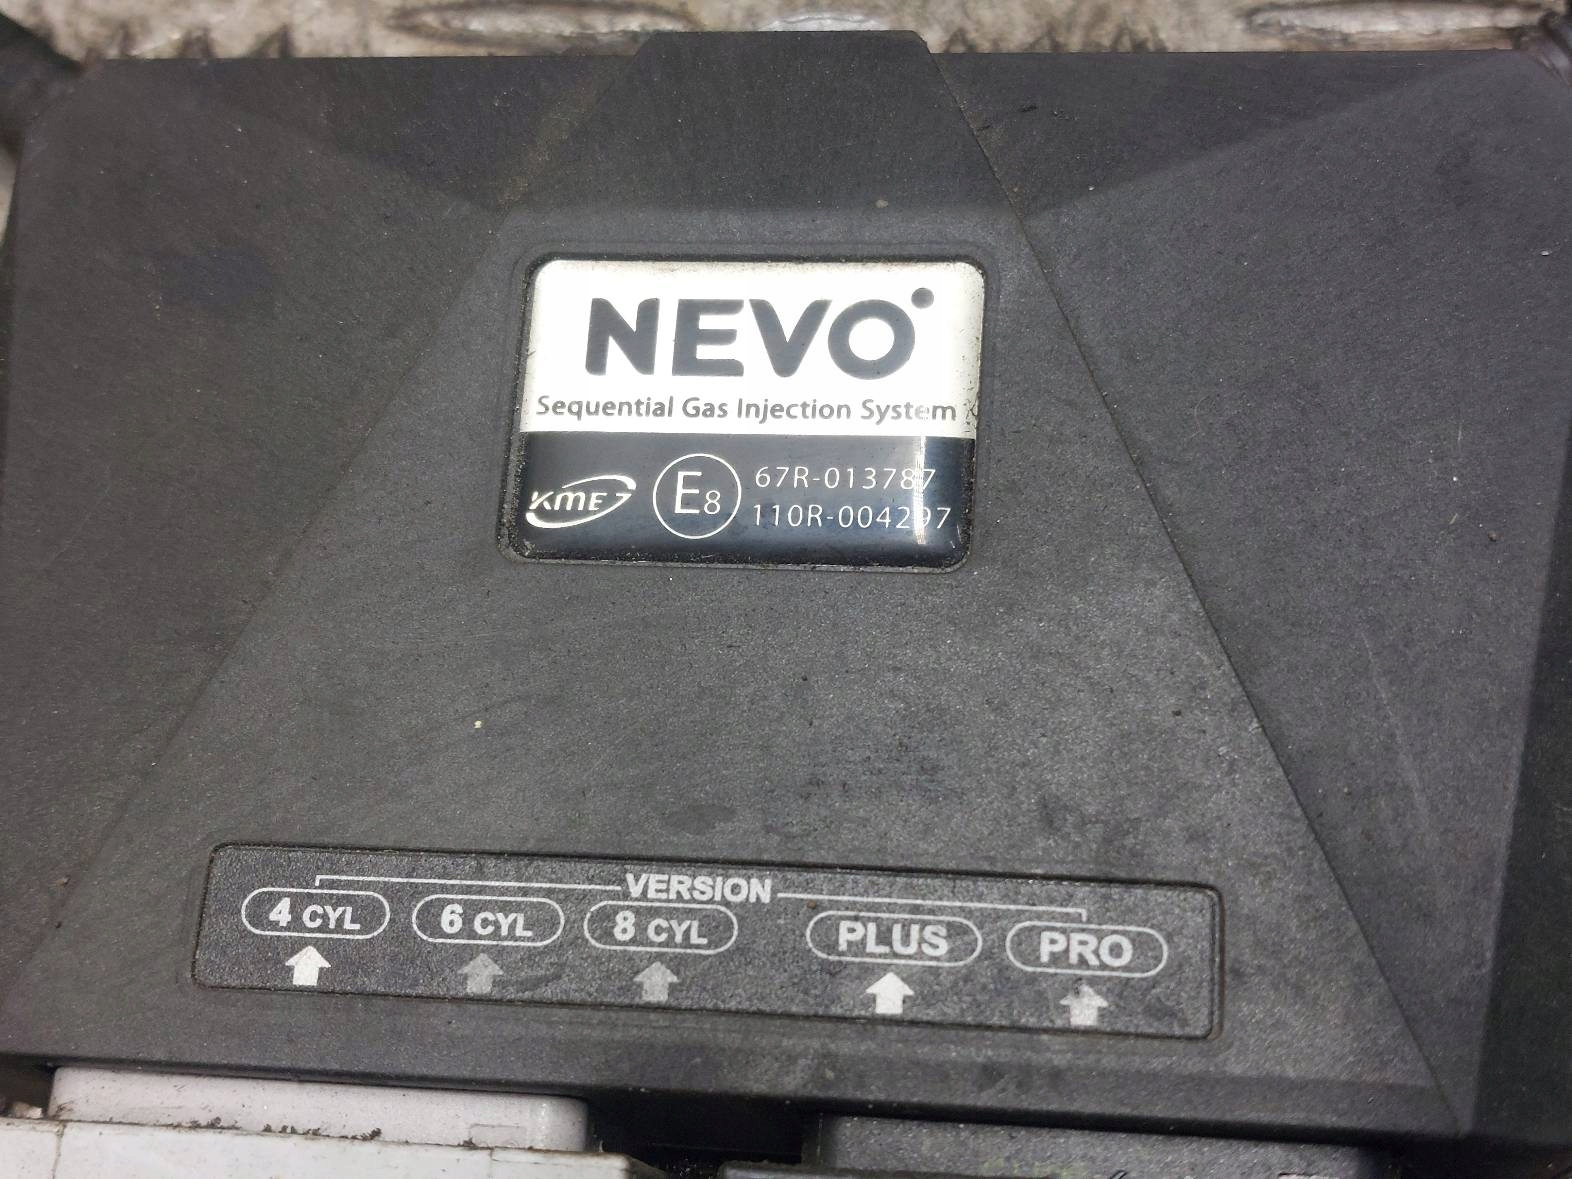 NEVO
Sequential Gas Injection System
KME E8 67R-013787
110R-004297
VERSION
4 CYL 6 CYL 8 CYL PLUS PRO